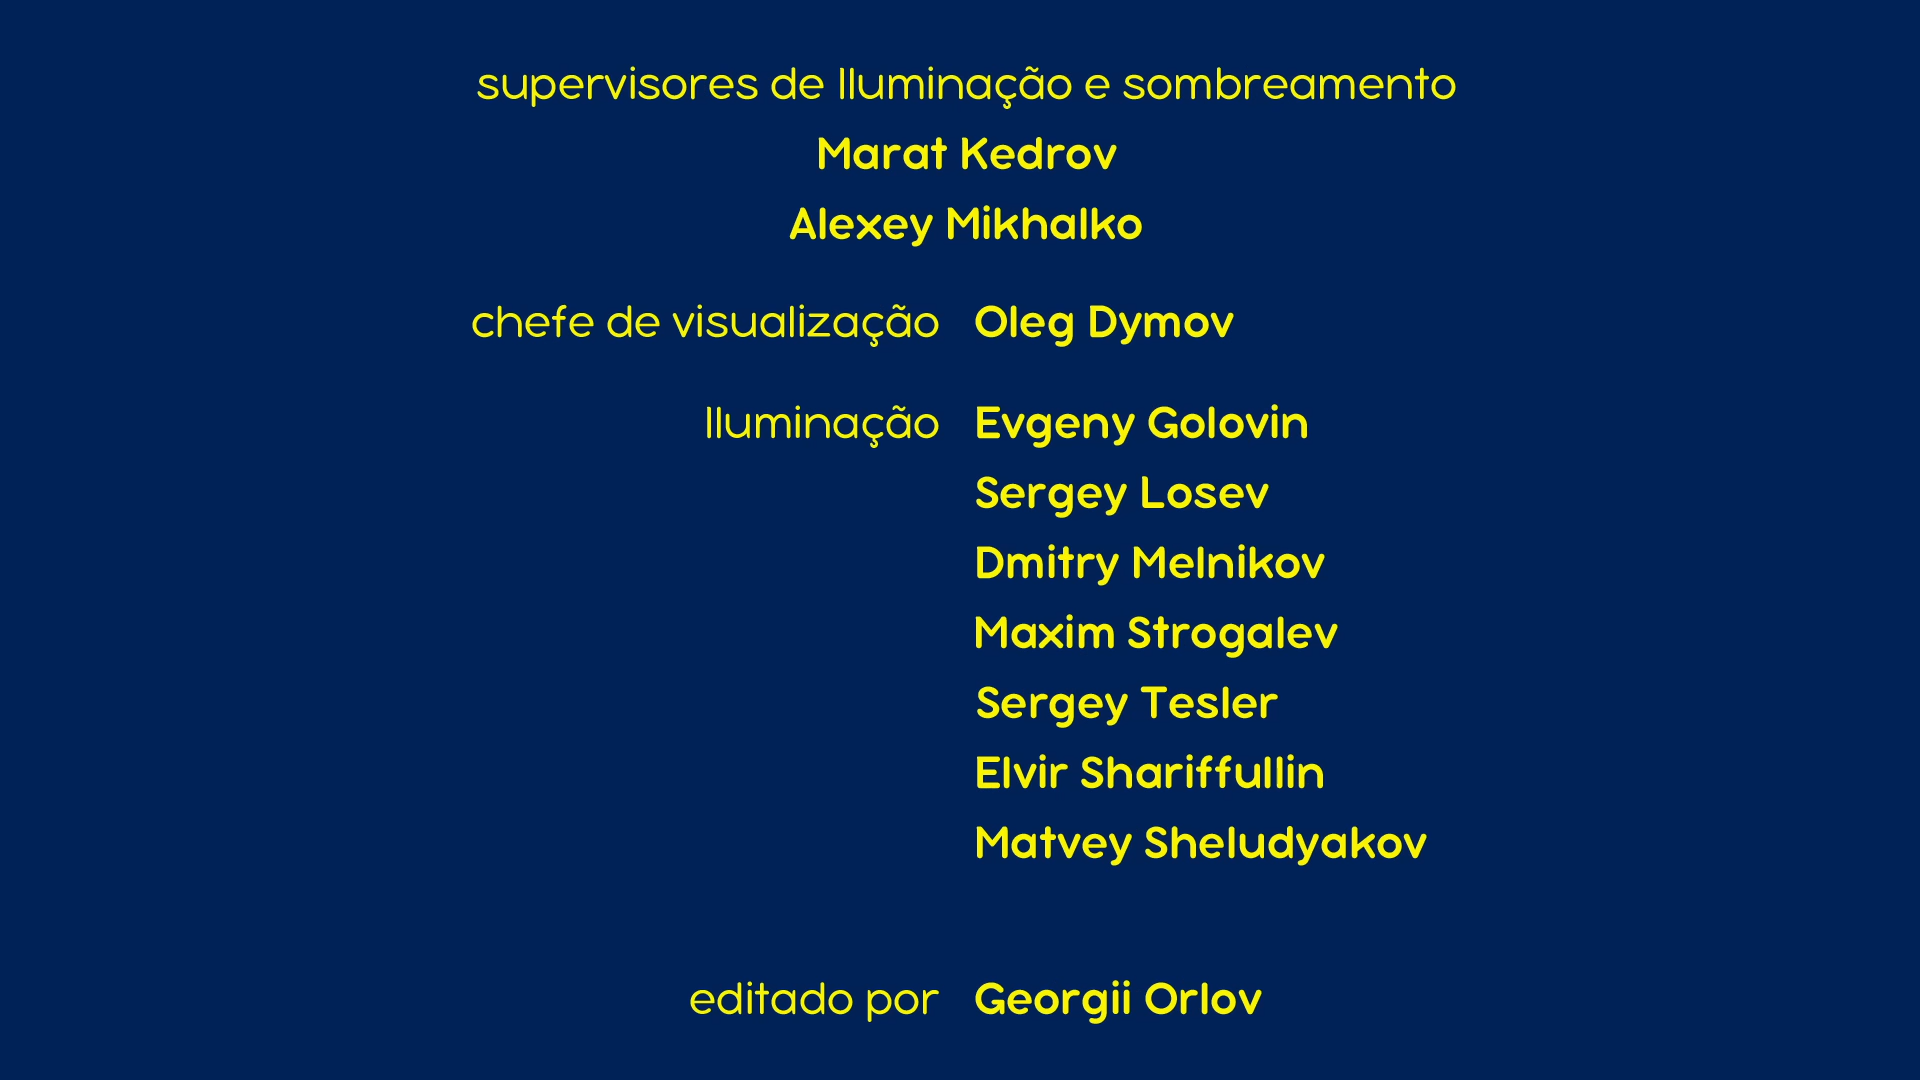 supervisores de Iluminação e sombreamento
Marat Kedrov
Alexey Mikhalko
chefe de visualização Oleg Dymov
Iluminação Evgeny Golovin
Sergey Losev
Dmitry Melnikov
Maxim Strogalev
Sergey Tesler
Elvir Shariffullin
Matvey Sheludyakov
editado por Georgii Orlov